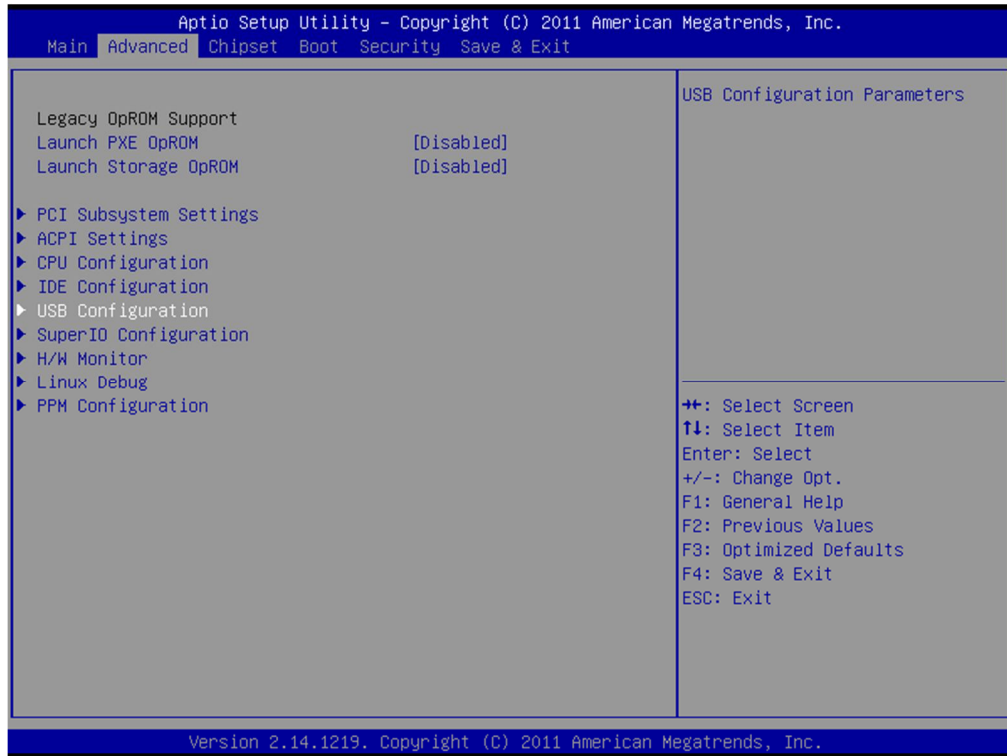 Aptio Setup Utility – Copyright (C) 2011 American Megatrends, Inc.
Main Advanced Chipset Boot Security Save & Exit
Legacy OpROM Support
Launch PXE OpROM [Disabled]
Launch Storage OpROM [Disabled]
PCI Subsystem Settings
ACPI Settings
CPU Configuration
IDE Configuration
USB Configuration
SuperIO Configuration
H/W Monitor
Linux Debug
PPM Configuration
USB Configuration Parameters
→←: Select Screen
↑↓: Select Item
Enter: Select
+/-: Change Opt.
F1: General Help
F2: Previous Values
F3: Optimized Defaults
F4: Save & Exit
ESC: Exit
Version 2.14.1219. Copyright (C) 2011 American Megatrends, Inc.